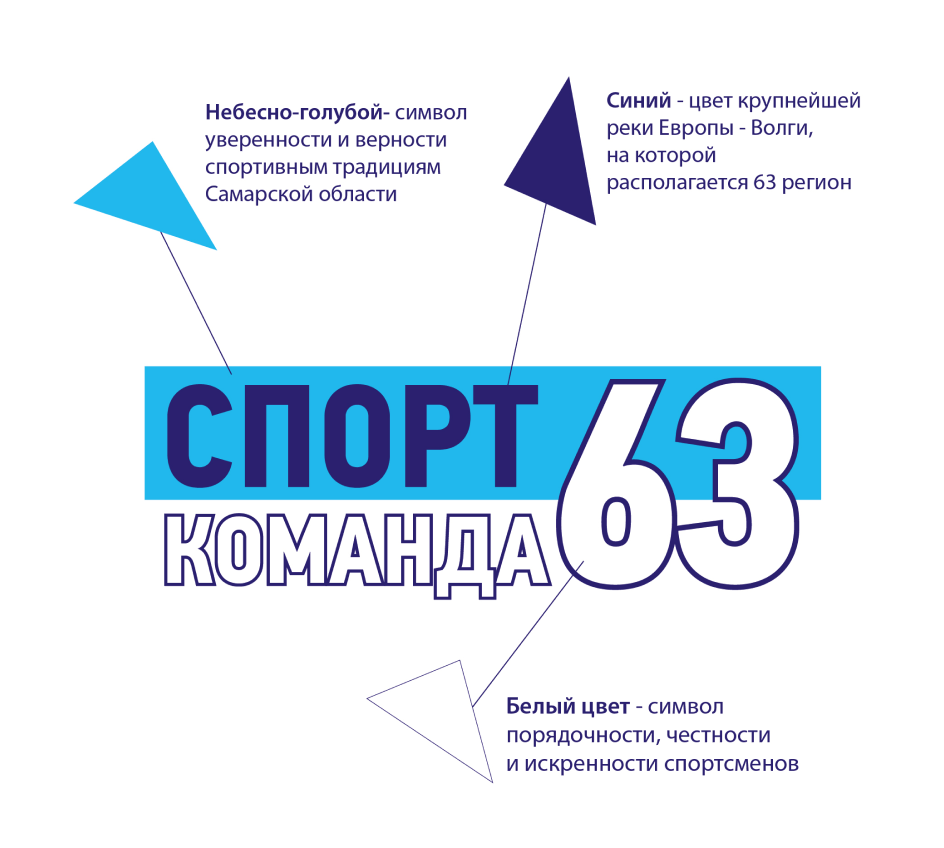 Небесно-голубой- символ
уверенности и верности
спортивным традициям
Самарской области
Синий - цвет крупнейшей
реки Европы - Волги,
на которой
располагается 63 регион
СПОРТ
КОМАНДА
63
Белый цвет - символ
порядочности, честности
и искренности спортсменов